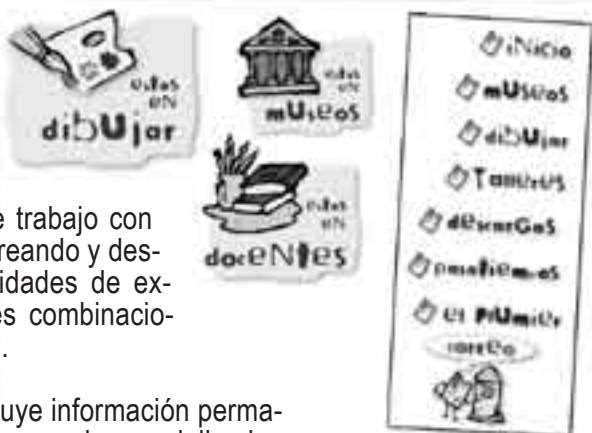 estas
eN
dibUjar
estas
eN
mUseos
estas
eN
doceNtes
iNicio
mUseos
dibUjar
Talleres
descarGas
pasatiempos
el PlUmier
correo
e trabajo con
reando y des-
idades de ex-
es combinacio-
.
uye información perma-